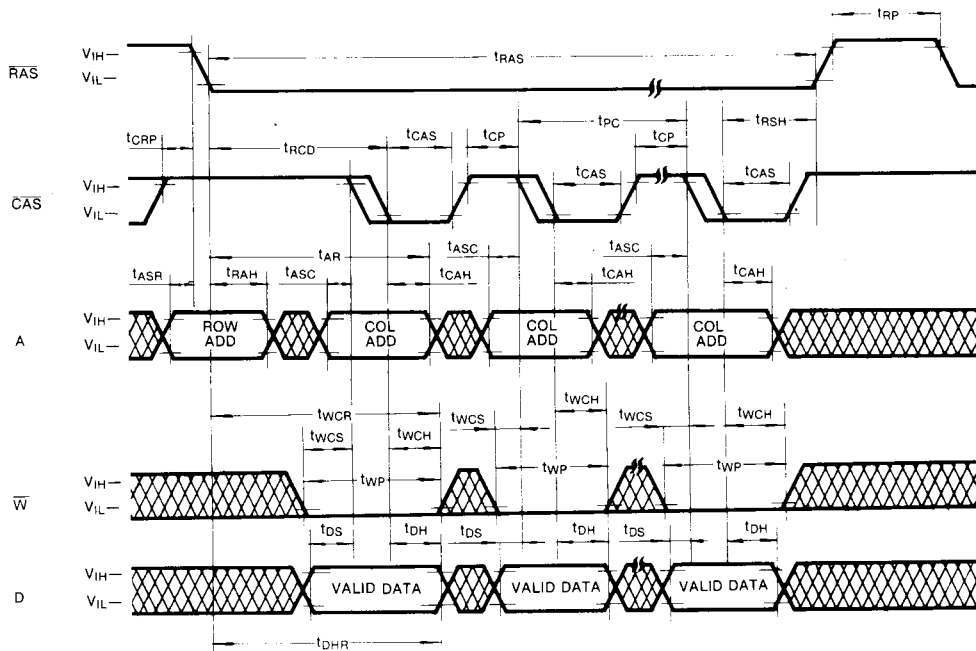 tRP
VIH
tRAS
RAS
VIL
tPC
tRSH
tCRP
tRCD
tCAS
tCP
tCP
VIH
tCAS
tCAS
CAS
VIL
tAR
tASC
tASC
tASR
tRAH
tASC
tCAH
tCAH
tCAH
VIH
A
ROW ADD
COL ADD
COL ADD
COL ADD
VIL
tWCR
tWCH
tWCS
tWCS
tWCS
tWCH
tWCH
tWP
tWP
tWP
VIH
W
VIL
tDS
tDH
tDS
tDH
tDS
tDH
VIH
D
VALID DATA
VALID DATA
VALID DATA
VIL
tDHR